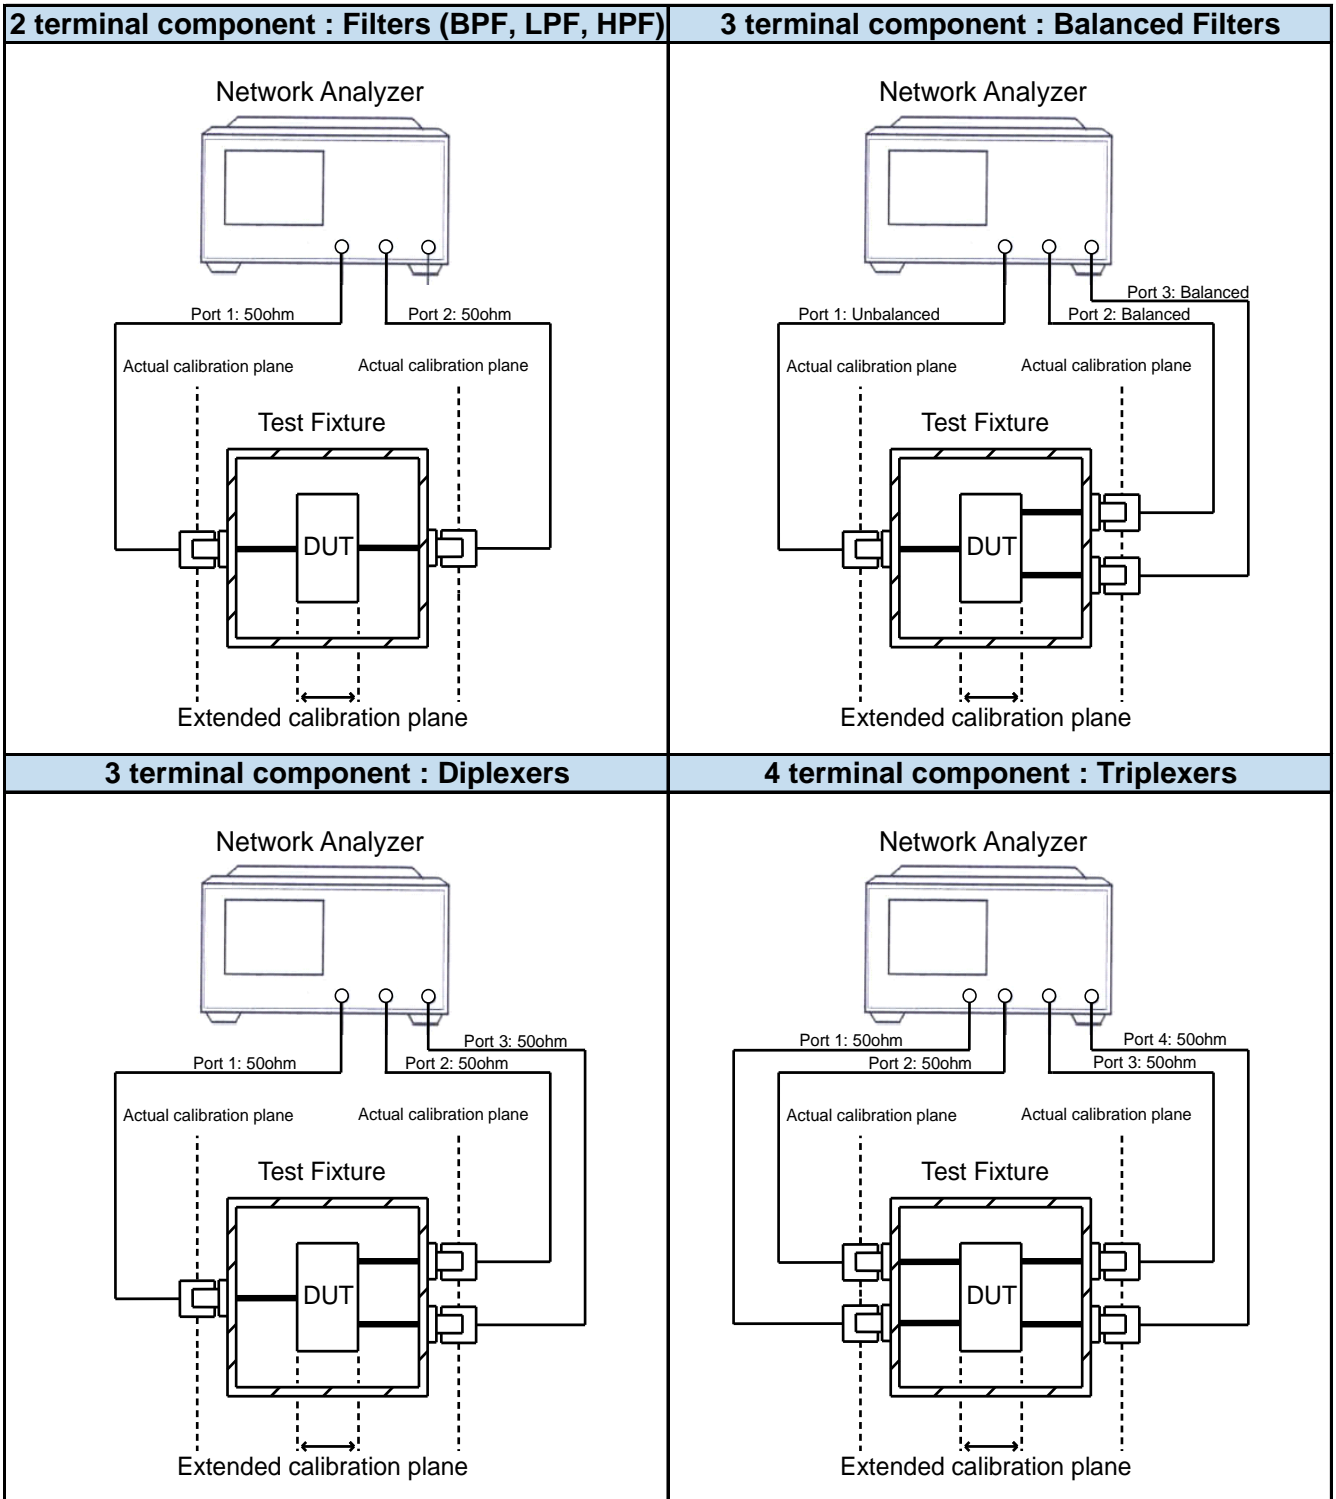 2 terminal component : Filters (BPF, LPF, HPF)
Network Analyzer
Port 1: 50ohm
Port 2: 50ohm
Actual calibration plane
Actual calibration plane
Test Fixture
DUT
Extended calibration plane
3 terminal component : Balanced Filters
Network Analyzer
Port 3: Balanced
Port 1: Unbalanced
Port 2: Balanced
Actual calibration plane
Actual calibration plane
Test Fixture
DUT
Extended calibration plane
3 terminal component : Diplexers
Network Analyzer
Port 3: 50ohm
Port 1: 50ohm
Port 2: 50ohm
Actual calibration plane
Actual calibration plane
Test Fixture
DUT
Extended calibration plane
4 terminal component : Triplexers
Network Analyzer
Port 1: 50ohm
Port 4: 50ohm
Port 2: 50ohm
Port 3: 50ohm
Actual calibration plane
Actual calibration plane
Test Fixture
DUT
Extended calibration plane